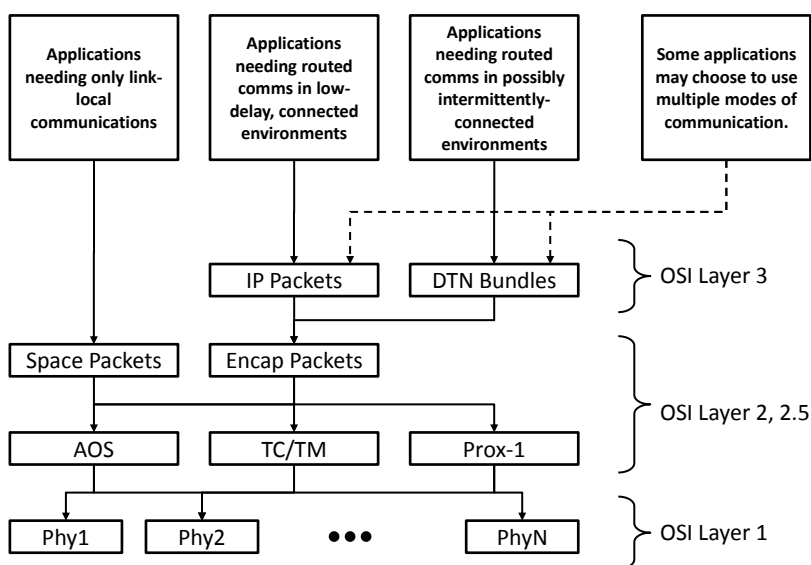 Applications
needing only link-
local
communications
Applications
needing routed
comms in low-
delay, connected
environments
Applications
needing routed
comms in possibly
intermittently-
connected
environments
Some applications
may choose to use
multiple modes of
communication.
IP Packets
DTN Bundles
OSI Layer 3
Space Packets
Encap Packets
OSI Layer 2, 2.5
AOS
TC/TM
Prox-1
Phy1
Phy2
•••
PhyN
OSI Layer 1